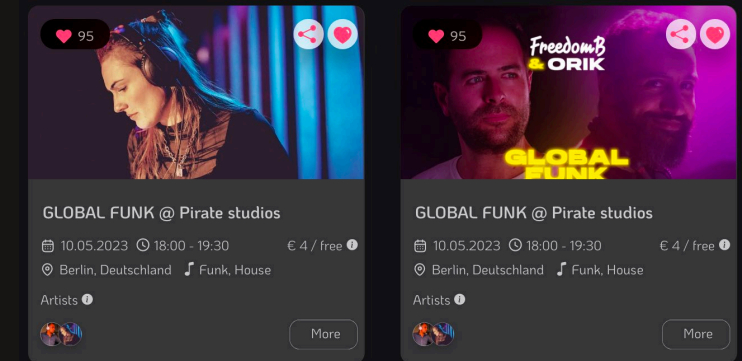 95
GLOBAL FUNK @ Pirate studios
10.05.2023 18:00 - 19:30 € 4 / free i
Berlin, Deutschland Funk, House
Artists i
More
95
FreedomB
& ORIK
GLOBAL
FUNK
GLOBAL FUNK @ Pirate studios
10.05.2023 18:00 - 19:30 € 4 / free i
Berlin, Deutschland Funk, House
Artists i
More